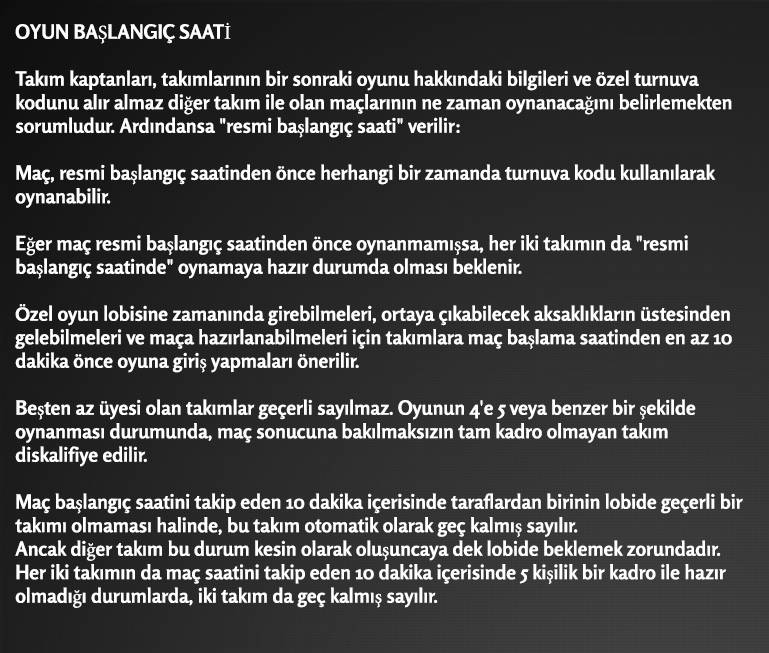 OYUN BAŞLANGIÇ SAATİ
Takım kaptanları, takımlarının bir sonraki oyunu hakkındaki bilgileri ve özel turnuva
kodunu alır almaz diğer takım ile olan maçlarının ne zaman oynanacağını belirlemekten
sorumludur. Ardındansa "resmi başlangıç saati" verilir:
Maç, resmi başlangıç saatinden önce herhangi bir zamanda turnuva kodu kullanılarak
oynanabilir.
Eğer maç resmi başlangıç saatinden önce oynanmamışsa, her iki takımın da "resmi
başlangıç saatinde" oynamaya hazır durumda olması beklenir.
Özel oyun lobisine zamanında girebilmeleri, ortaya çıkabilecek aksaklıkların üstesinden
gelebilmeleri ve maça hazırlanabilmeleri için takımlara maç başlama saatinden en az 10
dakika önce oyuna giriş yapmaları önerilir.
Beşten az üyesi olan takımlar geçerli sayılmaz. Oyunun 4'e 5 veya benzer bir şekilde
oynanması durumunda, maç sonucuna bakılmaksızın tam kadro olmayan takım
diskalifiye edilir.
Maç başlangıç saatini takip eden 10 dakika içerisinde taraflardan birinin lobide geçerli bir
takımı olmaması halinde, bu takım otomatik olarak geç kalmış sayılır.
Ancak diğer takım bu durum kesin olarak oluşuncaya dek lobide beklemek zorundadır.
Her iki takımın da maç saatini takip eden 10 dakika içerisinde 5 kişilik bir kadro ile hazır
olmadığı durumlarda, iki takım da geç kalmış sayılır.